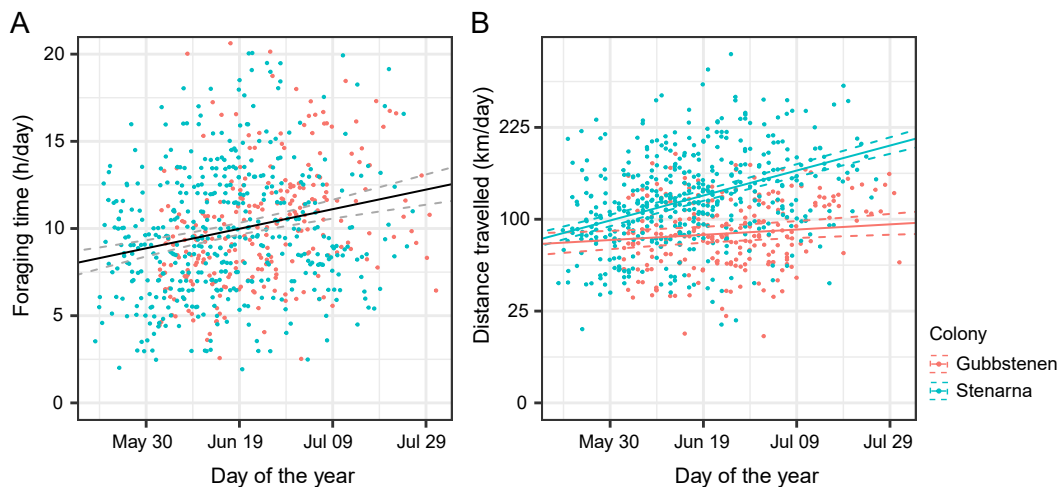 A
Foraging time (h/day)
20
15
10
5
0
May 30 Jun 19 Jul 09 Jul 29
Day of the year
B
Distance travelled (km/day)
225
100
25
0
May 30 Jun 19 Jul 09 Jul 29
Day of the year
Colony
Gubbstenen
Stenarna